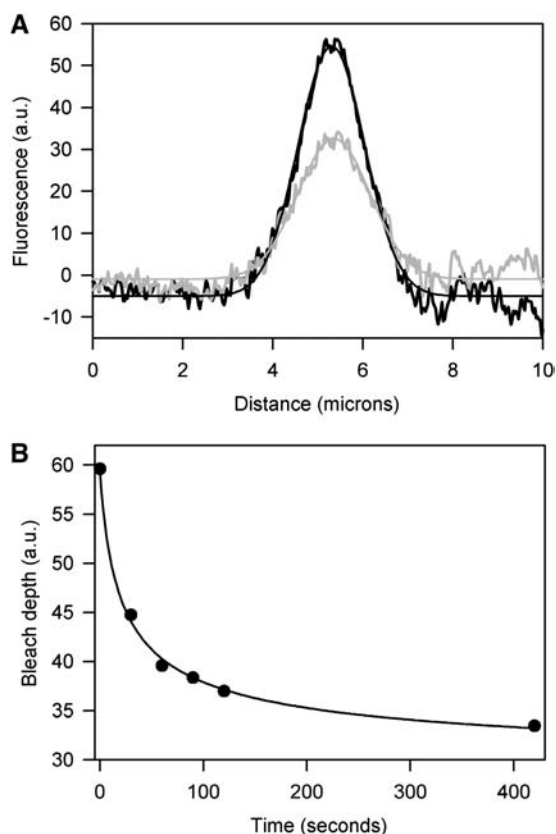 A
Fluorescence (a.u.)
60
50
40
30
20
10
0
-10
0 2 4 6 8 10
Distance (microns)
B
Bleach depth (a.u.)
60
55
50
45
40
35
30
0 100 200 300 400
Time (seconds)